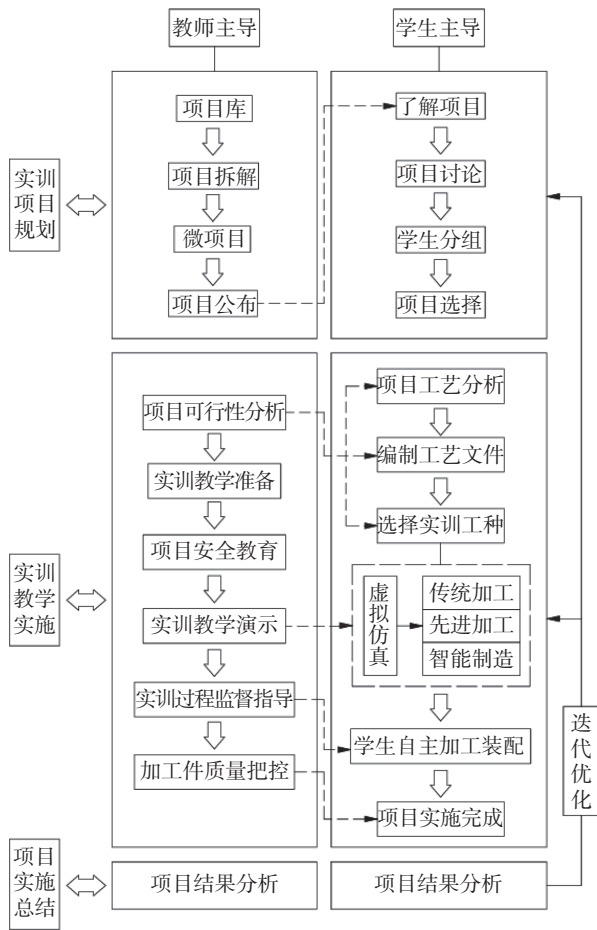 教师主导
学生主导
实训
项目
规划
项目库
项目拆解
微项目
项目公布
了解项目
项目讨论
学生分组
项目选择
实训
教学
实施
项目可行性分析
实训教学准备
项目安全教育
实训教学演示
实训过程监督指导
加工件质量把控
项目工艺分析
编制工艺文件
选择实训工种
虚拟仿真
传统加工
先进加工
智能制造
学生自主加工装配
项目实施完成
迭代优化
项目
实施
总结
项目结果分析
项目结果分析